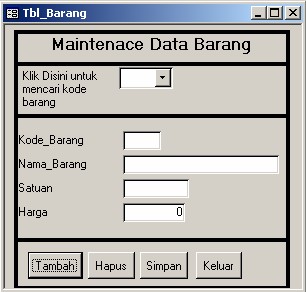 Tbl_Barang
Maintenace Data Barang
Klik Disini untuk
mencari kode
barang
Kode_Barang
Nama_Barang
Satuan
Harga 0
Tambah Hapus Simpan Keluar